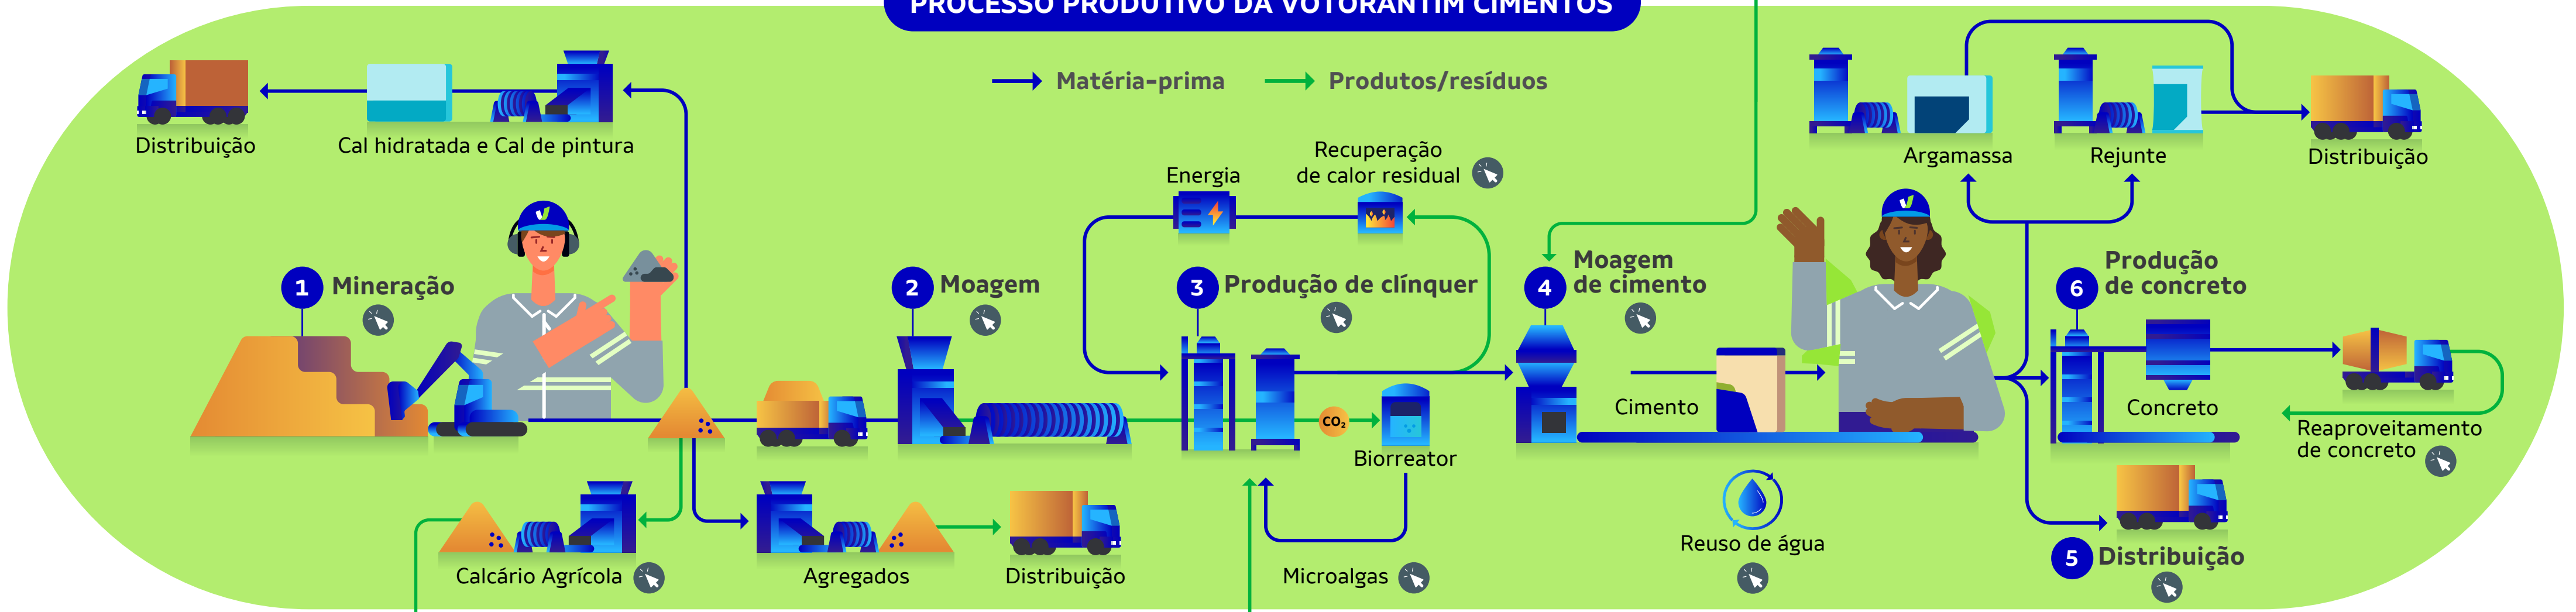 PROCESSO PRODUTIVO DA VOTORANTIM CIMENTOS
Matéria-prima
Produtos/resíduos
Distribuição
Cal hidratada e Cal de pintura
Energia
Recuperação
de calor residual
Argamassa
Rejunte
Distribuição
1 Mineração
2 Moagem
3 Produção de clínquer
4 Moagem
de cimento
6 Produção
de concreto
CO₂
Biorreator
Cimento
Concreto
Reaproveitamento
de concreto
Calcário Agrícola
Agregados
Distribuição
Microalgas
Reuso de água
5 Distribuição